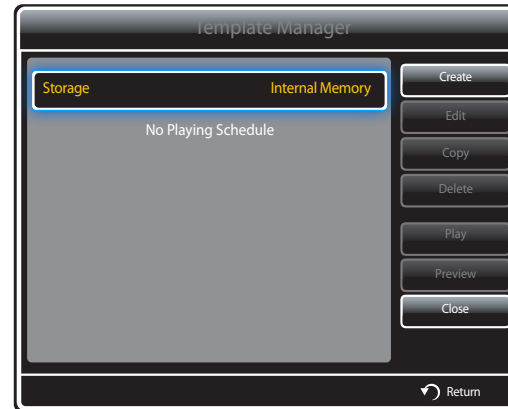 Template Manager
Storage Internal Memory
No Playing Schedule
Create
Edit
Copy
Delete
Play
Preview
Close
Return